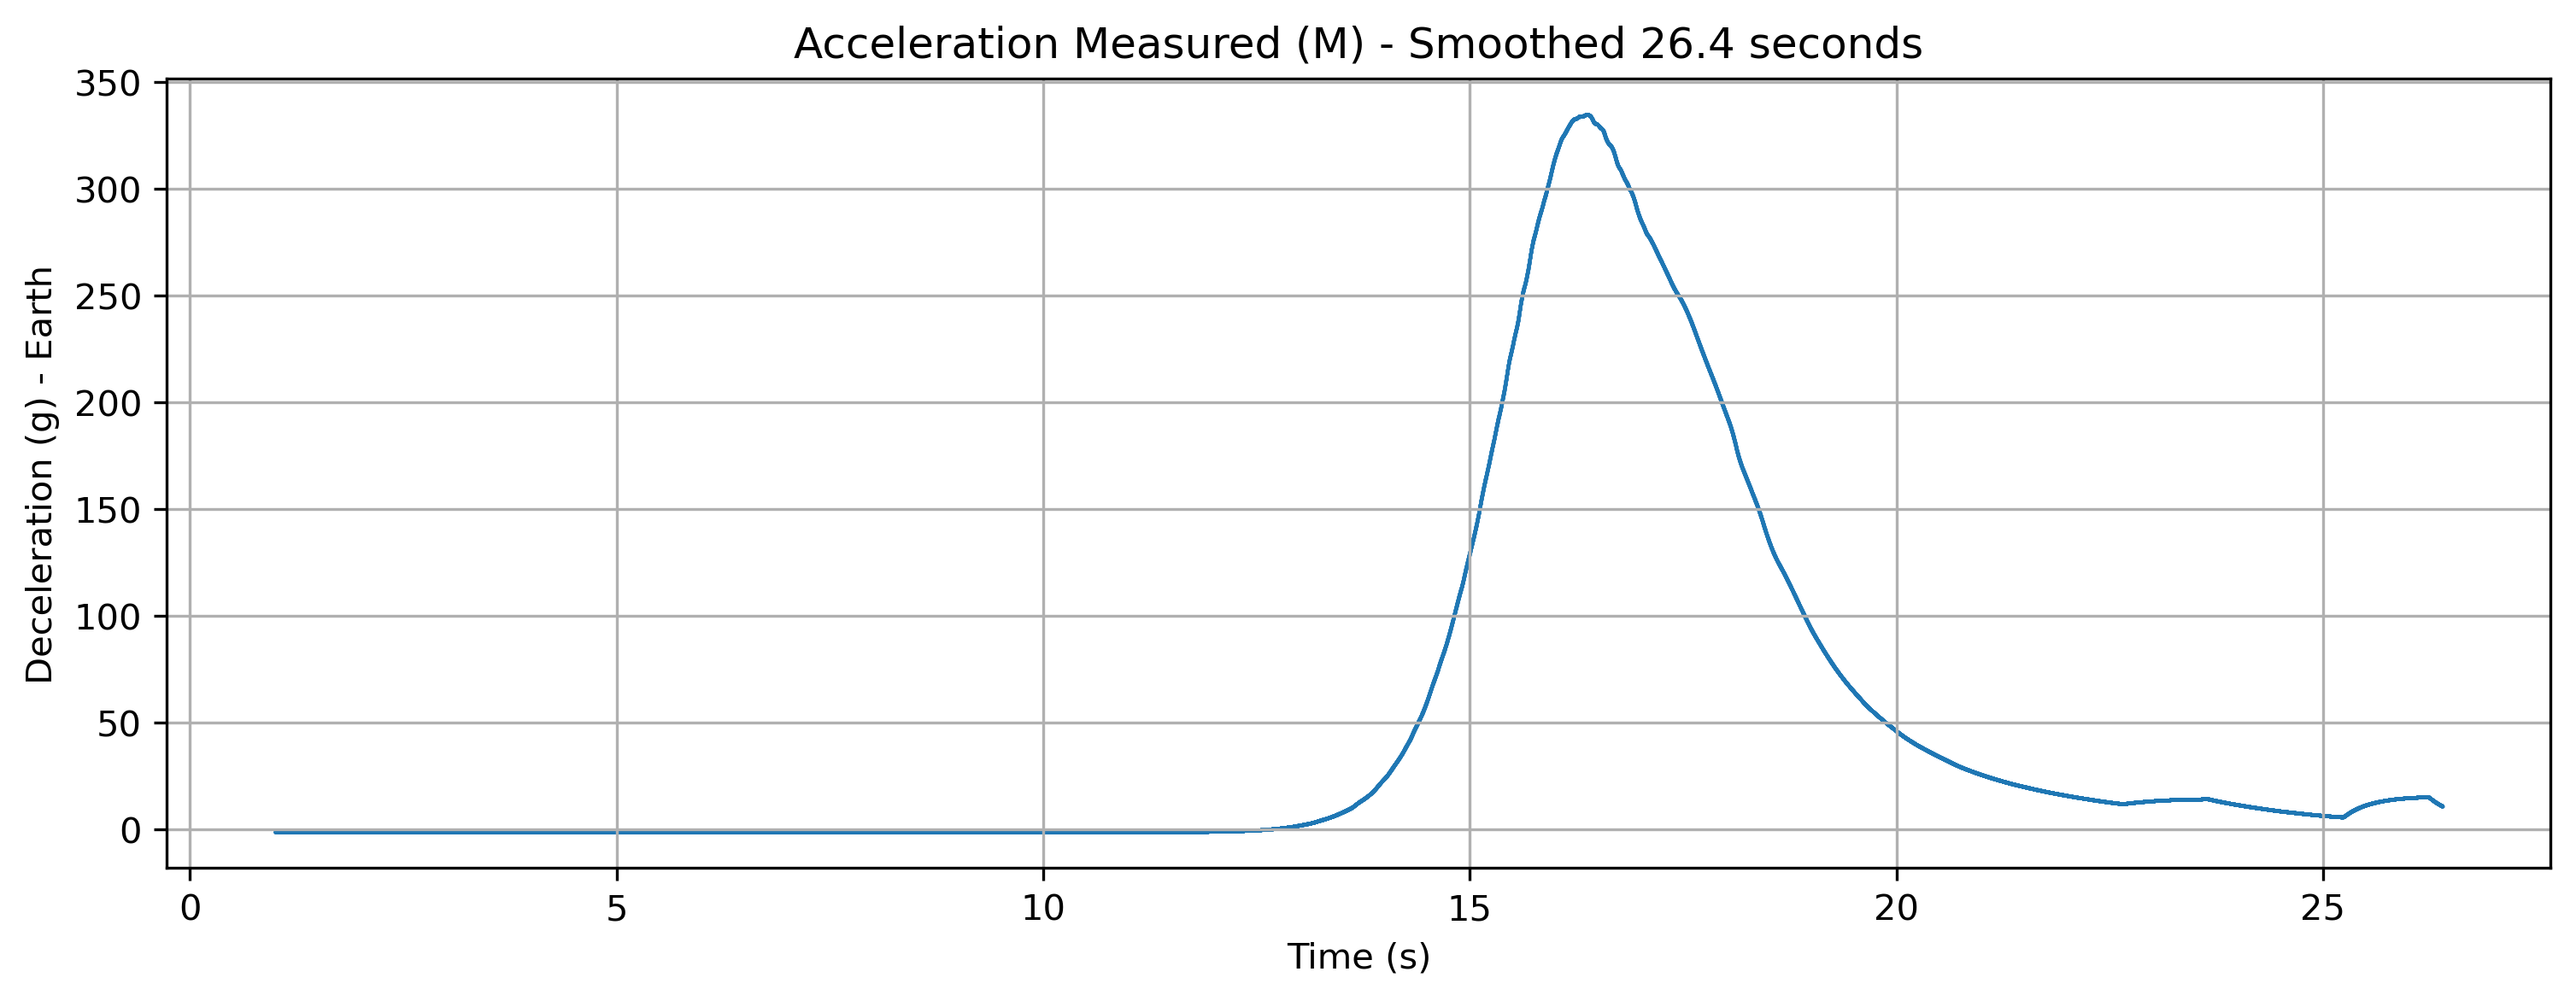 Acceleration Measured (M) - Smoothed 26.4 seconds
Deceleration (g) - Earth
350
300
250
200
150
100
50
0
0 5 10 15 20 25
Time (s)